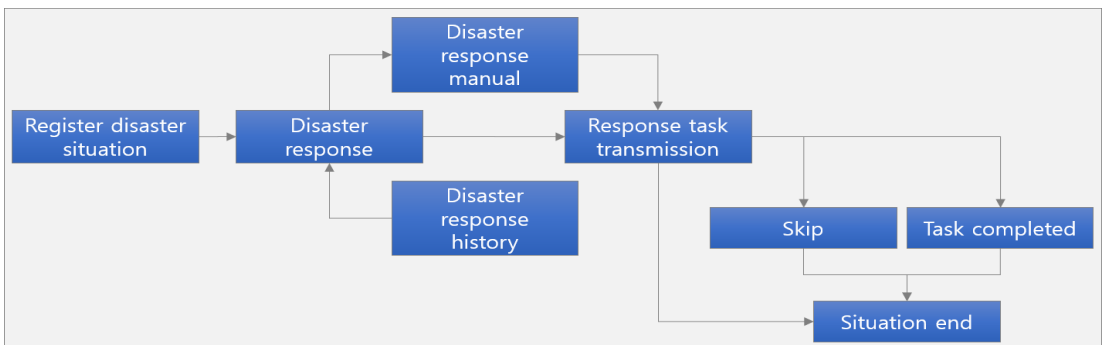 Disaster
response
manual
Register disaster
situation
Disaster
response
Response task
transmission
Disaster
response
history
Skip
Task completed
Situation end